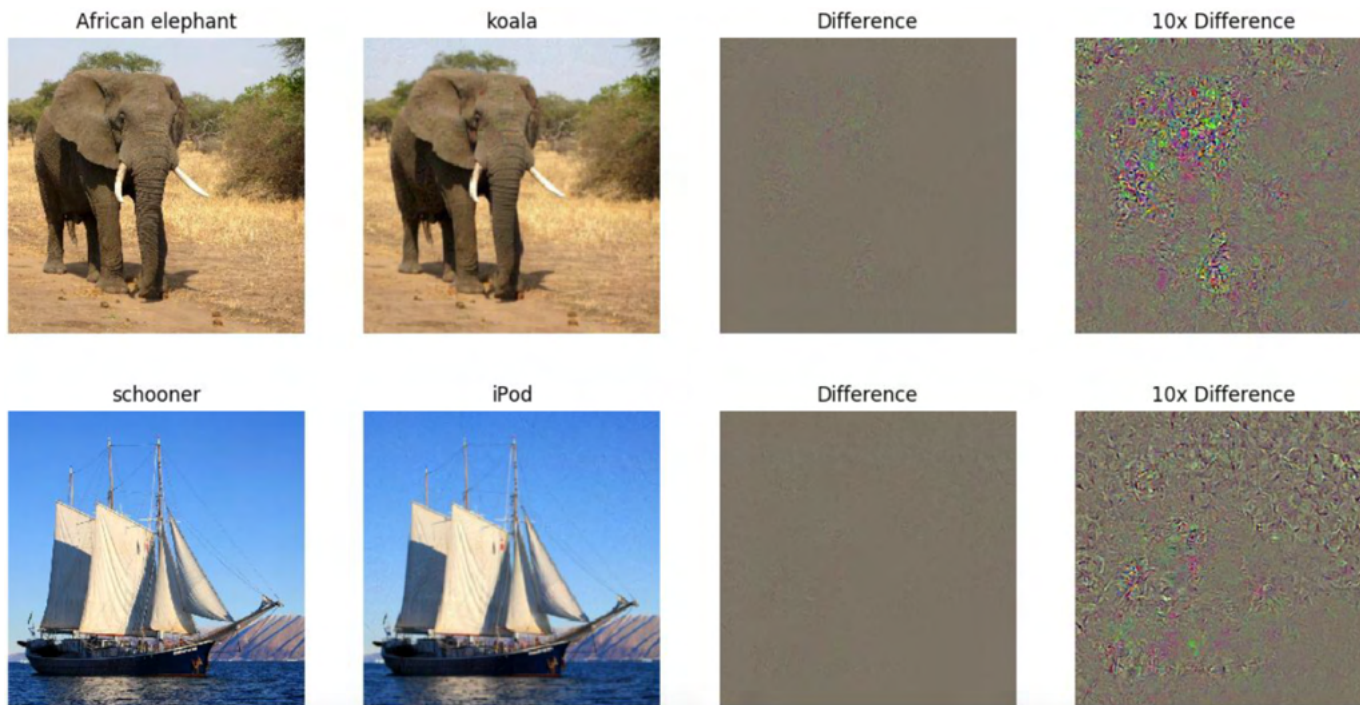 African elephant
koala
Difference
10x Difference
schooner
iPod
Difference
10x Difference